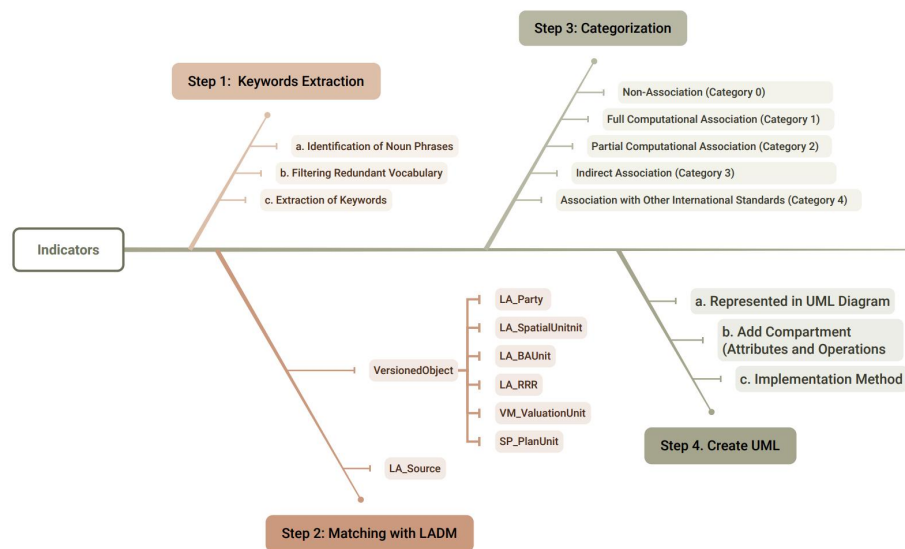 Step 3: Categorization
Step 1: Keywords Extraction
Non-Association (Category 0)
Full Computational Association (Category 1)
a. Identification of Noun Phrases
Partial Computational Association (Category 2)
b. Filtering Redundant Vocabulary
Indirect Association (Category 3)
c. Extraction of Keywords
Association with Other International Standards (Category 4)
Indicators
LA_Party
a. Represented in UML Diagram
LA_SpatialUnitnit
b. Add Compartment
(Attributes and Operations
LA_BAUnit
VersionedObject
LA_RRR
c. Implementation Method
VM_ValuationUnit
SP_PlanUnit
Step 4. Create UML
LA_Source
Step 2: Matching with LADM